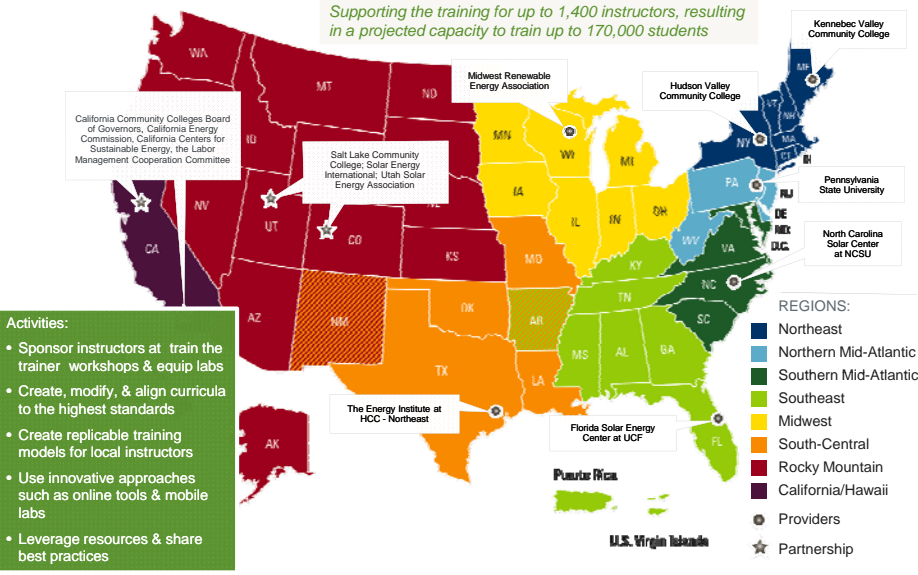 Supporting the training for up to 1,400 instructors, resulting
in a projected capacity to train up to 170,000 students
Kennebec Valley
Community College
Midwest Renewable
Energy Association
Hudson Valley
Community College
California Community Colleges Board
of Governors, California Energy
Commission, California Centers for
Sustainable Energy, the Labor
Management Cooperation Committee
Salt Lake Community
College; Solar Energy
International; Utah Solar
Energy Association
Pennsylvania
State University
North Carolina
Solar Center
at NCSU
The Energy Institute at
HCC - Northeast
Florida Solar Energy
Center at UCF
WA
MT
ND
MN
WI
MI
ME
VT
NH
NY
MA
CT
RI
ID
NV
UT
CO
CA
NE
KS
IA
IL
IN
OH
PA
NJ
DE
MD
D.C.
WV
VA
KY
MO
NC
TN
SC
AZ
NM
OK
AR
TX
LA
MS
AL
GA
FL
AK
Puerto Rico
U.S. Virgin Islands
Activities:
• Sponsor instructors at train the
trainer workshops & equip labs
• Create, modify, & align curricula
to the highest standards
• Create replicable training
models for local instructors
• Use innovative approaches
such as online tools & mobile
labs
• Leverage resources & share
best practices
REGIONS:
Northeast
Northern Mid-Atlantic
Southern Mid-Atlantic
Southeast
Midwest
South-Central
Rocky Mountain
California/Hawaii
Providers
Partnership